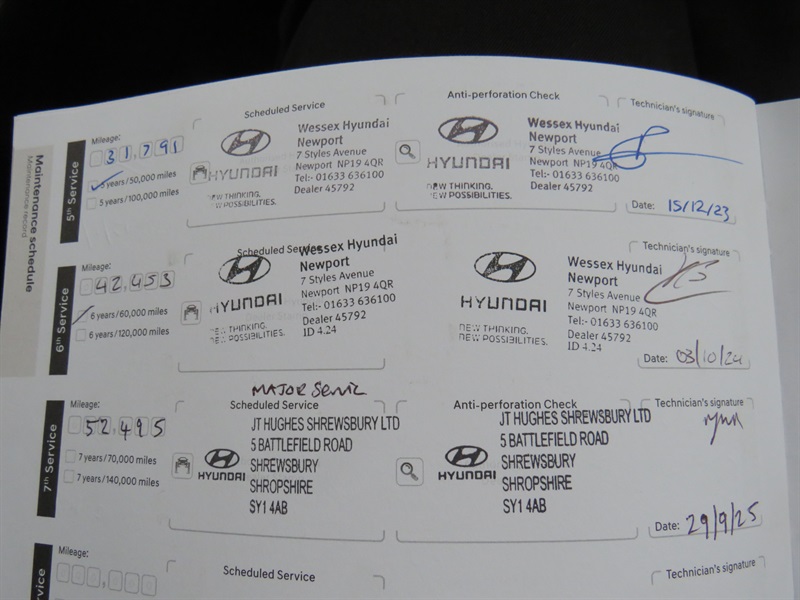 Maintenance schedule
Maintenance record
5th Service
Mileage:
31,791
5 years/50,000 miles
5 years/100,000 miles
Scheduled Service
HYUNDAI
NEW THINKING.
NEW POSSIBILITIES.
Wessex Hyundai
Newport
7 Styles Avenue
Newport NP19 4QR
Tel:- 01633 636100
Dealer 45792
Anti-perforation Check
HYUNDAI
NEW THINKING.
NEW POSSIBILITIES.
Wessex Hyundai
Newport
7 Styles Avenue
Newport NP19 4QR
Tel:- 01633 636100
Dealer 45792
Technician's signature
Date: 15/12/23
6th Service
Mileage:
42,453
6 years/60,000 miles
6 years/120,000 miles
Scheduled Service
HYUNDAI
NEW THINKING.
NEW POSSIBILITIES.
Wessex Hyundai
Newport
7 Styles Avenue
Newport NP19 4QR
Tel:- 01633 636100
Dealer 45792
ID 4.24
HYUNDAI
NEW THINKING.
NEW POSSIBILITIES.
Wessex Hyundai
Newport
7 Styles Avenue
Newport NP19 4QR
Tel:- 01633 636100
Dealer 45792
ID 4.24
Technician's signature
Date: 03/10/24
7th Service
Mileage:
52,495
7 years/70,000 miles
7 years/140,000 miles
MAJOR Service
Scheduled Service
HYUNDAI
JT HUGHES SHREWSBURY LTD
5 BATTLEFIELD ROAD
SHREWSBURY
SHROPSHIRE
SY1 4AB
Anti-perforation Check
HYUNDAI
JT HUGHES SHREWSBURY LTD
5 BATTLEFIELD ROAD
SHREWSBURY
SHROPSHIRE
SY1 4AB
Technician's signature
Date: 29/9/25
Service
Mileage:
Scheduled Service
Technician's signature